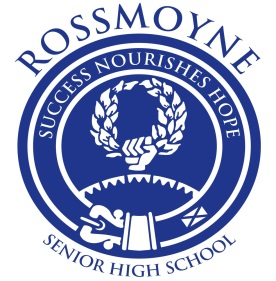 ROSSMOYNE
SUCCESS NOURISHES HOPE
SENIOR HIGH SCHOOL